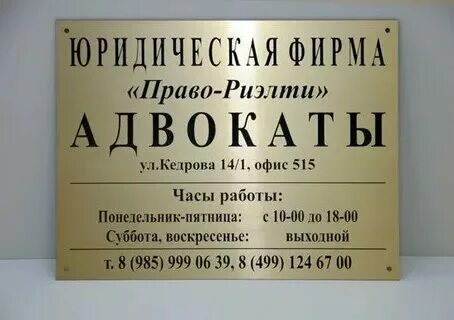 ЮРИДИЧЕСКАЯ ФИРМА
«Право-Риэлти»
АДВОКАТЫ
ул.Кедрова 14/1, офис 515
Часы работы:
Понедельник-пятница: с 10-00 до 18-00
Суббота, воскресенье: выходной
т. 8 (985) 999 06 39, 8 (499) 124 67 00